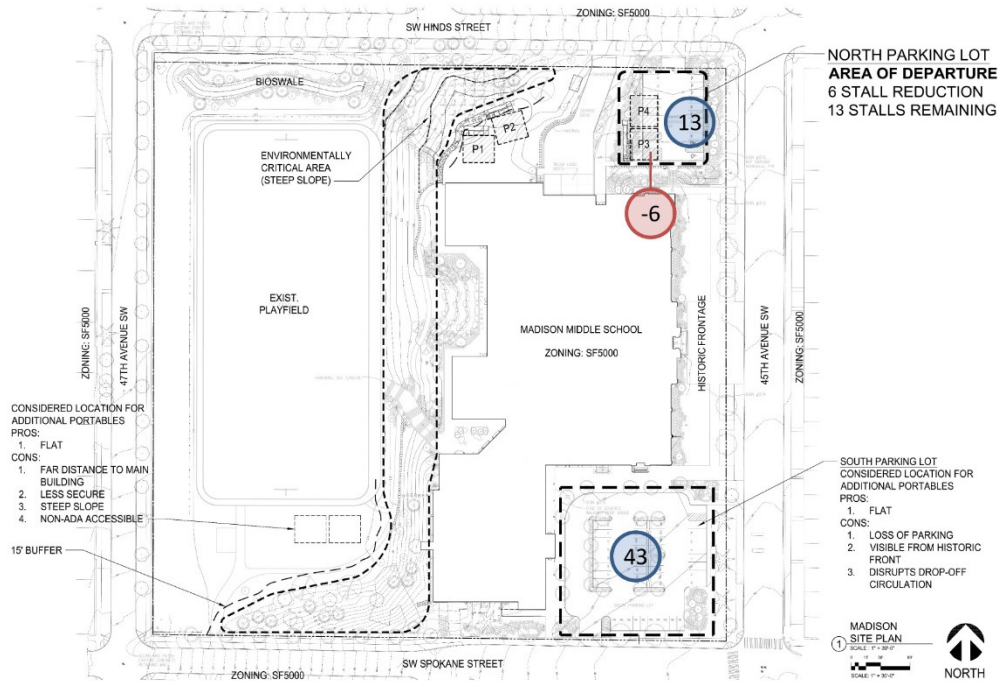 ZONING: SF5000
SW HINDS STREET
NORTH PARKING LOT
AREA OF DEPARTURE
6 STALL REDUCTION
13 STALLS REMAINING
BIOSWALE
P4
13
P2
P1
P3
ENVIRONMENTALLY
CRITICAL AREA
(STEEP SLOPE)
-6
EXIST.
PLAYFIELD
MADISON MIDDLE SCHOOL
ZONING: SF5000
HISTORIC FRONTAGE
45TH AVENUE SW
ZONING: SF5000
ZONING: SF5000
47TH AVENUE SW
CONSIDERED LOCATION FOR
ADDITIONAL PORTABLES
PROS:
1. FLAT
CONS:
1. FAR DISTANCE TO MAIN
BUILDING
2. LESS SECURE
3. STEEP SLOPE
4. NON-ADA ACCESSIBLE
15' BUFFER
SOUTH PARKING LOT
CONSIDERED LOCATION FOR
ADDITIONAL PORTABLES
PROS:
1. FLAT
CONS:
1. LOSS OF PARKING
2. VISIBLE FROM HISTORIC
FRONT
3. DISRUPTS DROP-OFF
CIRCULATION
43
SW SPOKANE STREET
ZONING: SF5000
1
MADISON
SITE PLAN
NORTH